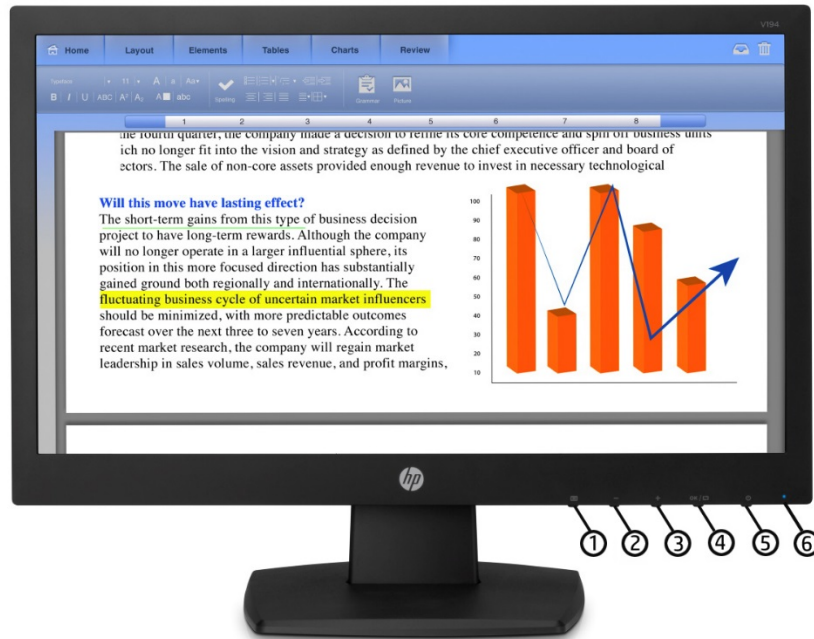 V194
Home Layout Elements Tables Charts Review
11 A a Aa
B I U ABC A² A₂ A abc Spelling Grammar Picture
1 2 3 4 5 6 7 8
the fourth quarter, the company made a decision to refine its core competence and spin off business units
ich no longer fit into the vision and strategy as defined by the chief executive officer and board of
ectors. The sale of non-core assets provided enough revenue to invest in necessary technological
Will this move have lasting effect?
The short-term gains from this type of business decision
project to have long-term rewards. Although the company
will no longer operate in a larger influential sphere, its
position in this more focused direction has substantially
gained ground both regionally and internationally. The
fluctuating business cycle of uncertain market influencers
should be minimized, with more predictable outcomes
forecast over the next three to seven years. According to
recent market research, the company will regain market
leadership in sales volume, sales revenue, and profit margins,
100
90
80
70
60
50
40
30
20
10
hp
OK /
1 2 3 4 5 6